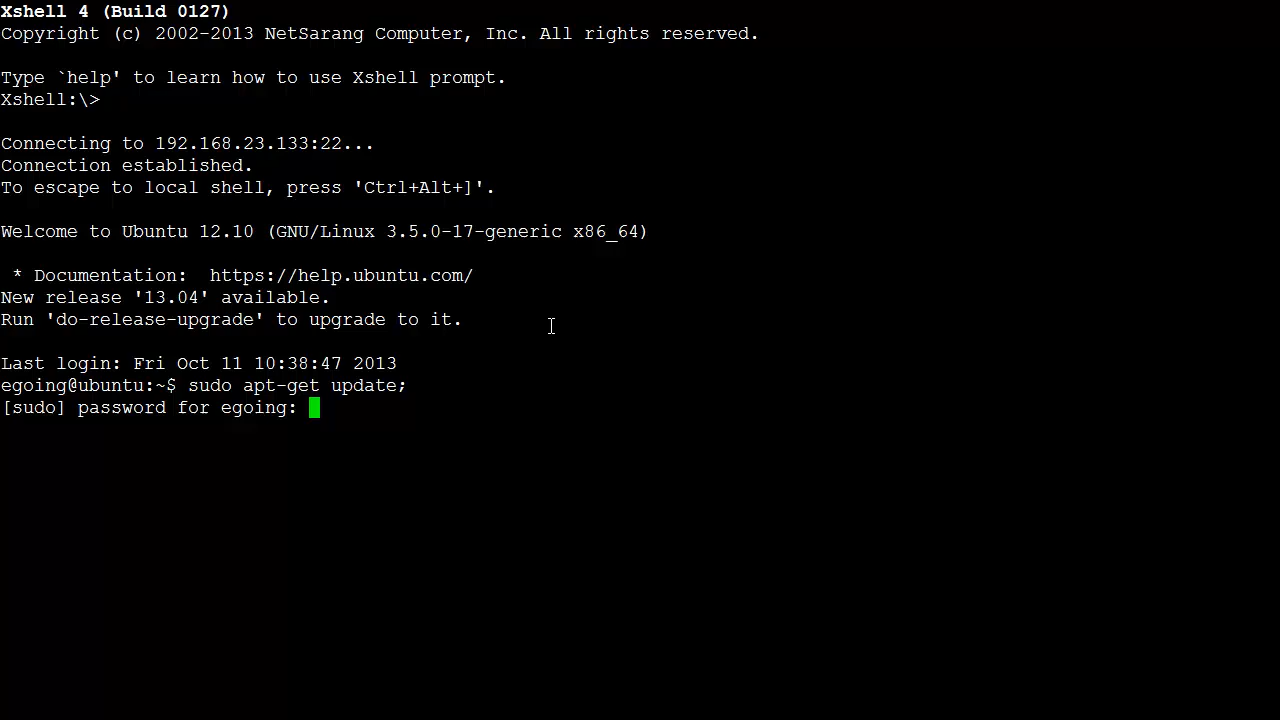 Xshell 4 (Build 0127)
Copyright (c) 2002-2013 NetSarang Computer, Inc. All rights reserved.
Type `help' to learn how to use Xshell prompt.
Xshell:\>
Connecting to 192.168.23.133:22...
Connection established.
To escape to local shell, press 'Ctrl+Alt+]'.
Welcome to Ubuntu 12.10 (GNU/Linux 3.5.0-17-generic x86_64)
* Documentation:  https://help.ubuntu.com/
New release '13.04' available.
Run 'do-release-upgrade' to upgrade to it.
Last login: Fri Oct 11 10:38:47 2013
egoing@ubuntu:~$ sudo apt-get update;
[sudo] password for egoing: